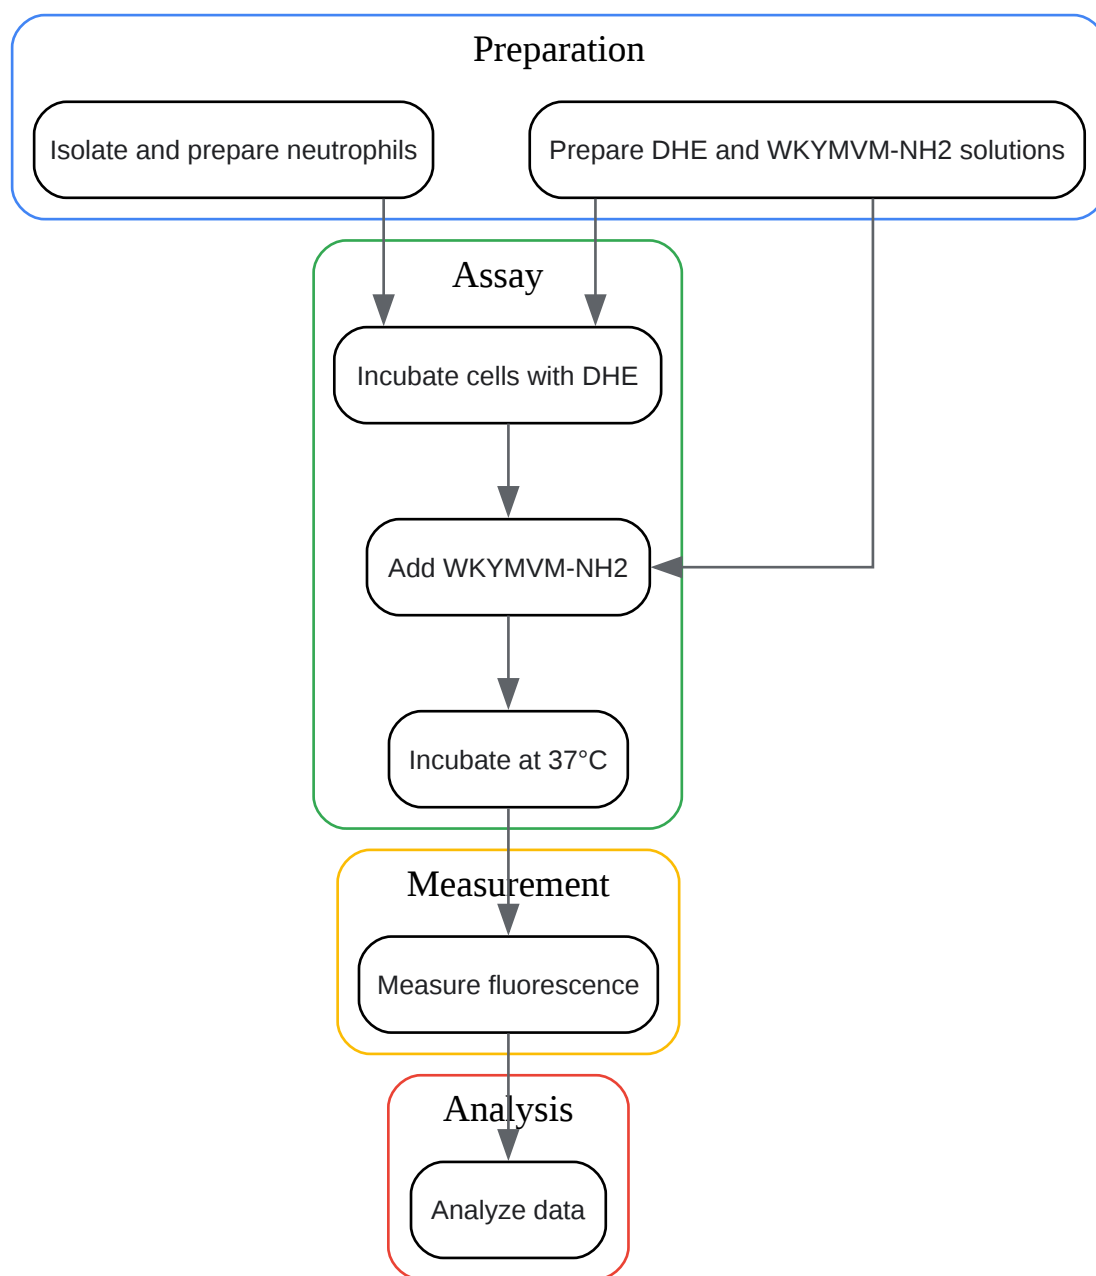 Preparation
Isolate and prepare neutrophils
Prepare DHE and WKYMVM-NH2 solutions
Assay
Incubate cells with DHE
Add WKYMVM-NH2
Incubate at 37°C
Measurement
Measure fluorescence
Analysis
Analyze data